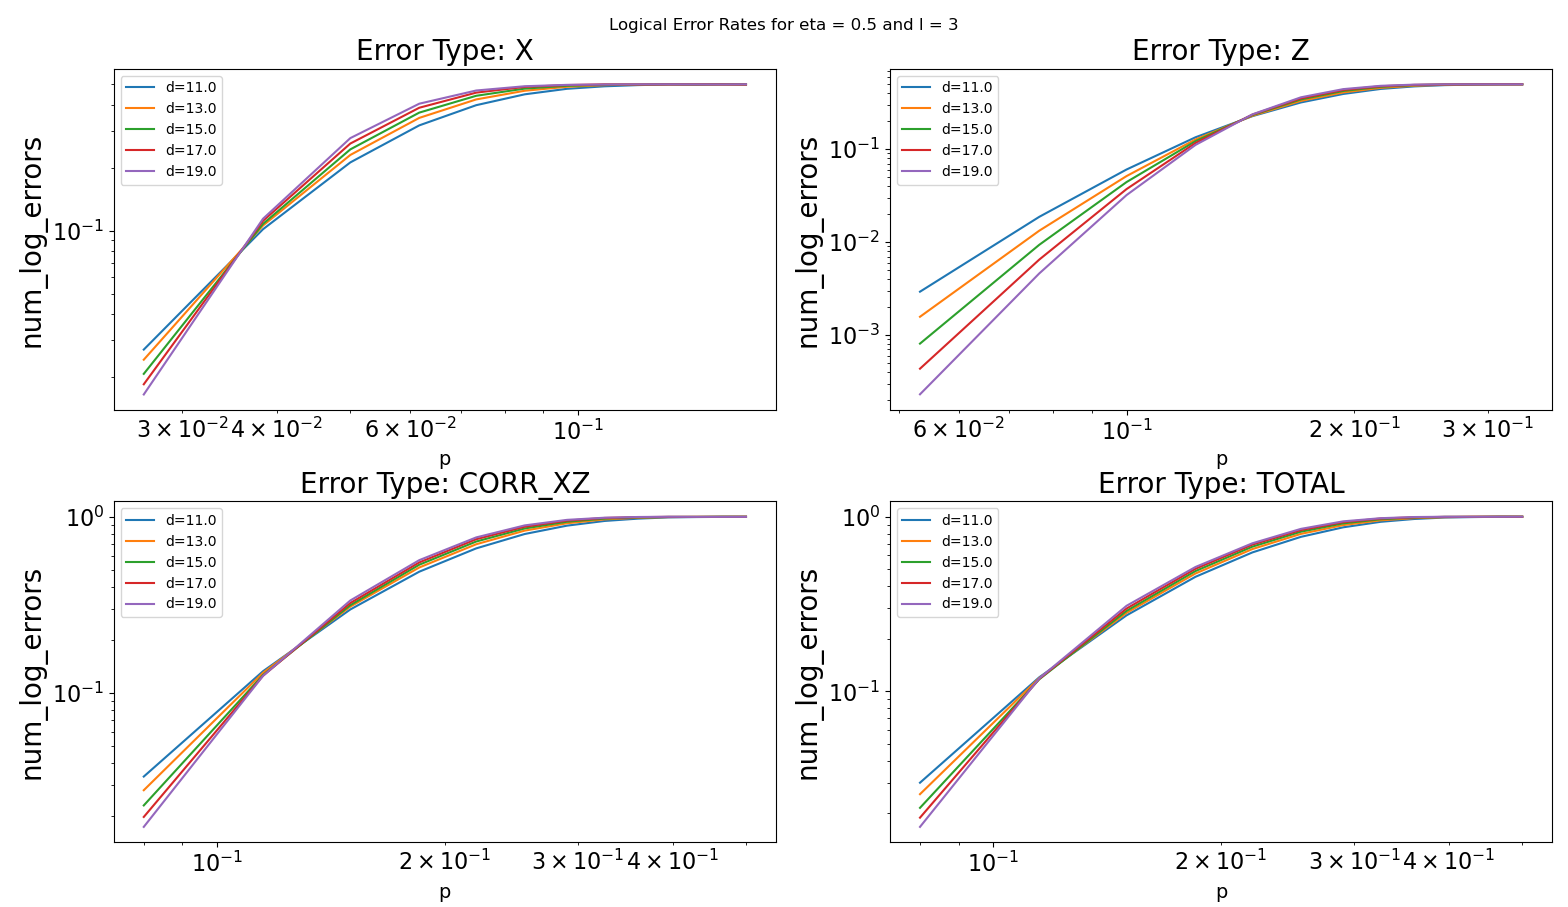 Logical Error Rates for eta = 0.5 and l = 3
Error Type: X
num_log_errors
d=11.0
d=13.0
d=15.0
d=17.0
d=19.0
10⁻¹
3 × 10⁻² 4 × 10⁻² 6 × 10⁻² 10⁻¹
p
Error Type: Z
num_log_errors
d=11.0
d=13.0
d=15.0
d=17.0
d=19.0
10⁻¹
10⁻²
10⁻³
6 × 10⁻² 10⁻¹ 2 × 10⁻¹ 3 × 10⁻¹
p
Error Type: CORR_XZ
num_log_errors
d=11.0
d=13.0
d=15.0
d=17.0
d=19.0
10⁰
10⁻¹
10⁻¹ 2 × 10⁻¹ 3 × 10⁻¹ 4 × 10⁻¹
p
Error Type: TOTAL
num_log_errors
d=11.0
d=13.0
d=15.0
d=17.0
d=19.0
10⁰
10⁻¹
10⁻¹ 2 × 10⁻¹ 3 × 10⁻¹ 4 × 10⁻¹
p